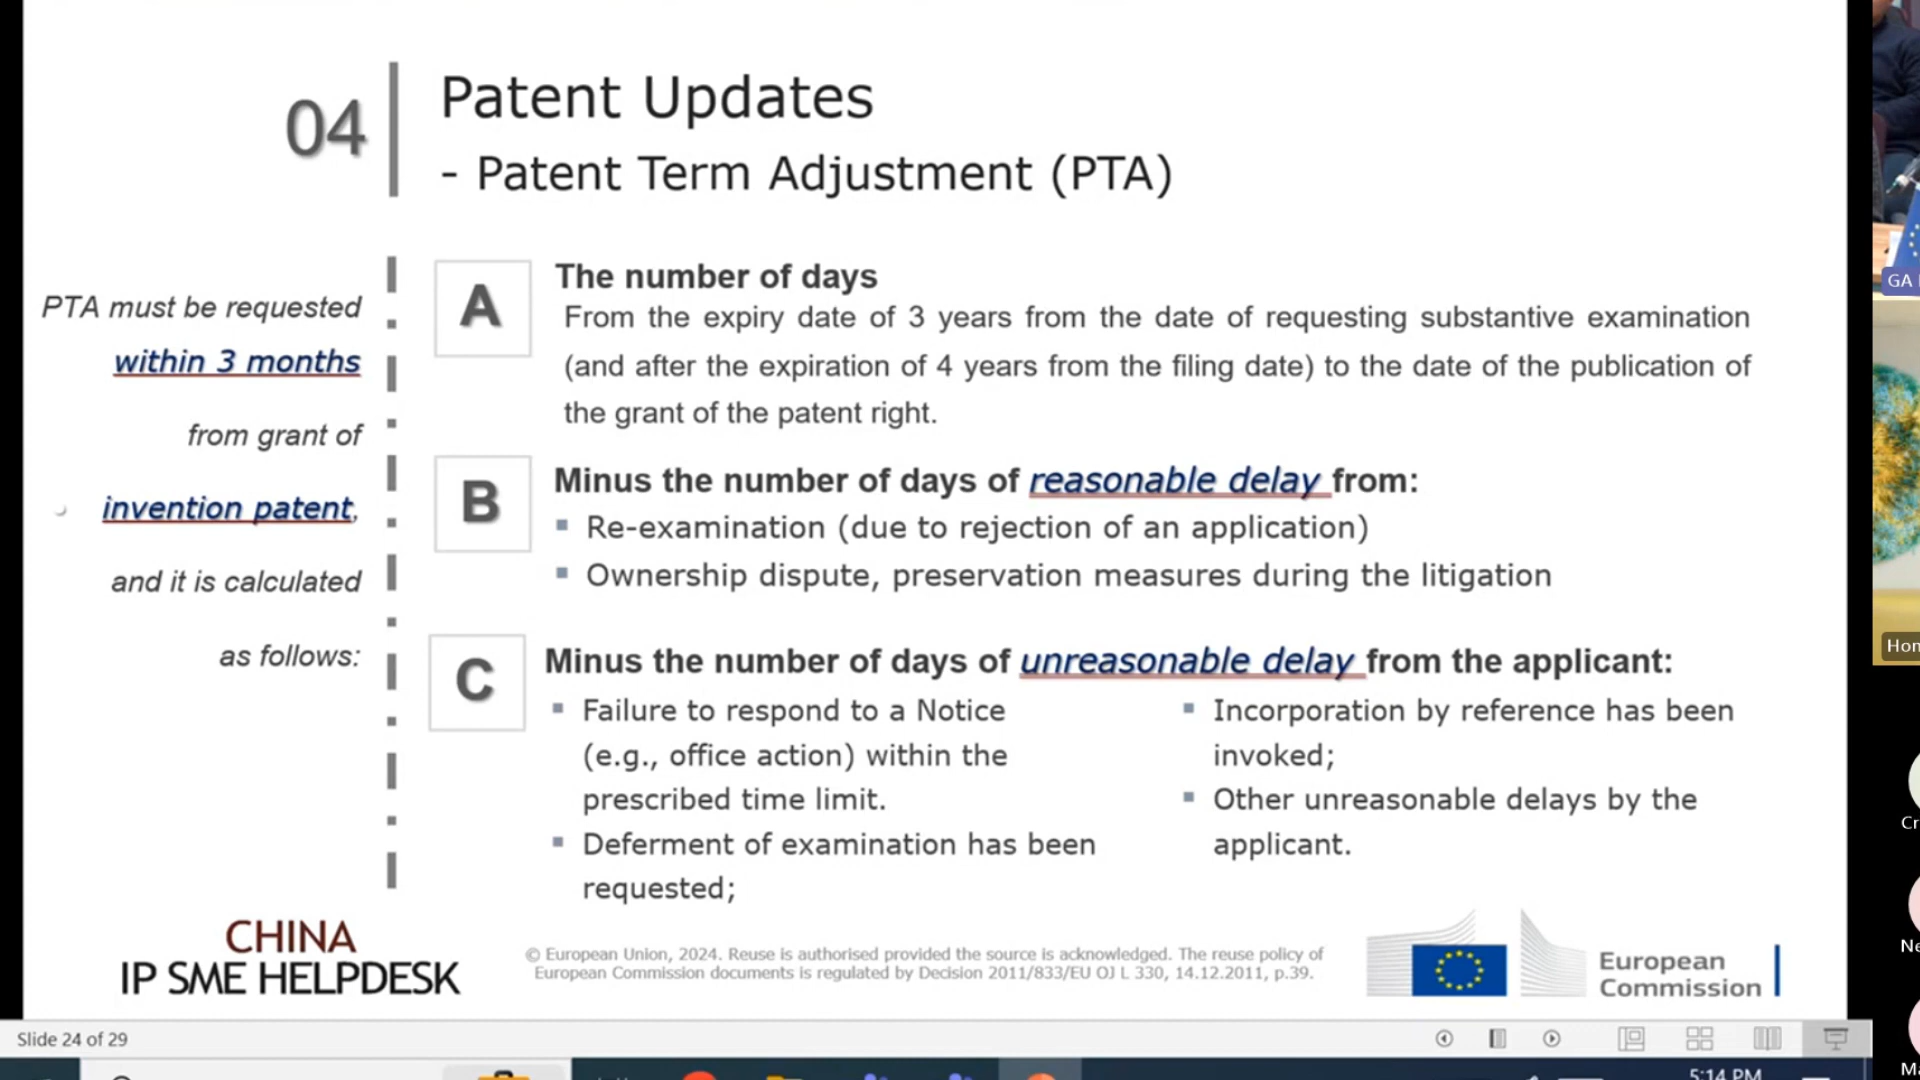 04
Patent Updates
- Patent Term Adjustment (PTA)
PTA must be requested
within 3 months
from grant of
invention patent,
and it is calculated
as follows:
A
The number of days
From the expiry date of 3 years from the date of requesting substantive examination
(and after the expiration of 4 years from the filing date) to the date of the publication of
the grant of the patent right.
B
Minus the number of days of reasonable delay from:
Re-examination (due to rejection of an application)
Ownership dispute, preservation measures during the litigation
C
Minus the number of days of unreasonable delay from the applicant:
Failure to respond to a Notice
(e.g., office action) within the
prescribed time limit.
Deferment of examination has been
requested;
Incorporation by reference has been
invoked;
Other unreasonable delays by the
applicant.
CHINA
IP SME HELPDESK
© European Union, 2024. Reuse is authorised provided the source is acknowledged. The reuse policy of
European Commission documents is regulated by Decision 2011/833/EU OJ L 330, 14.12.2011, p.39.
European
Commission
Slide 24 of 29
5:14 PM
GA
Hon
Cr
Ne
Ma